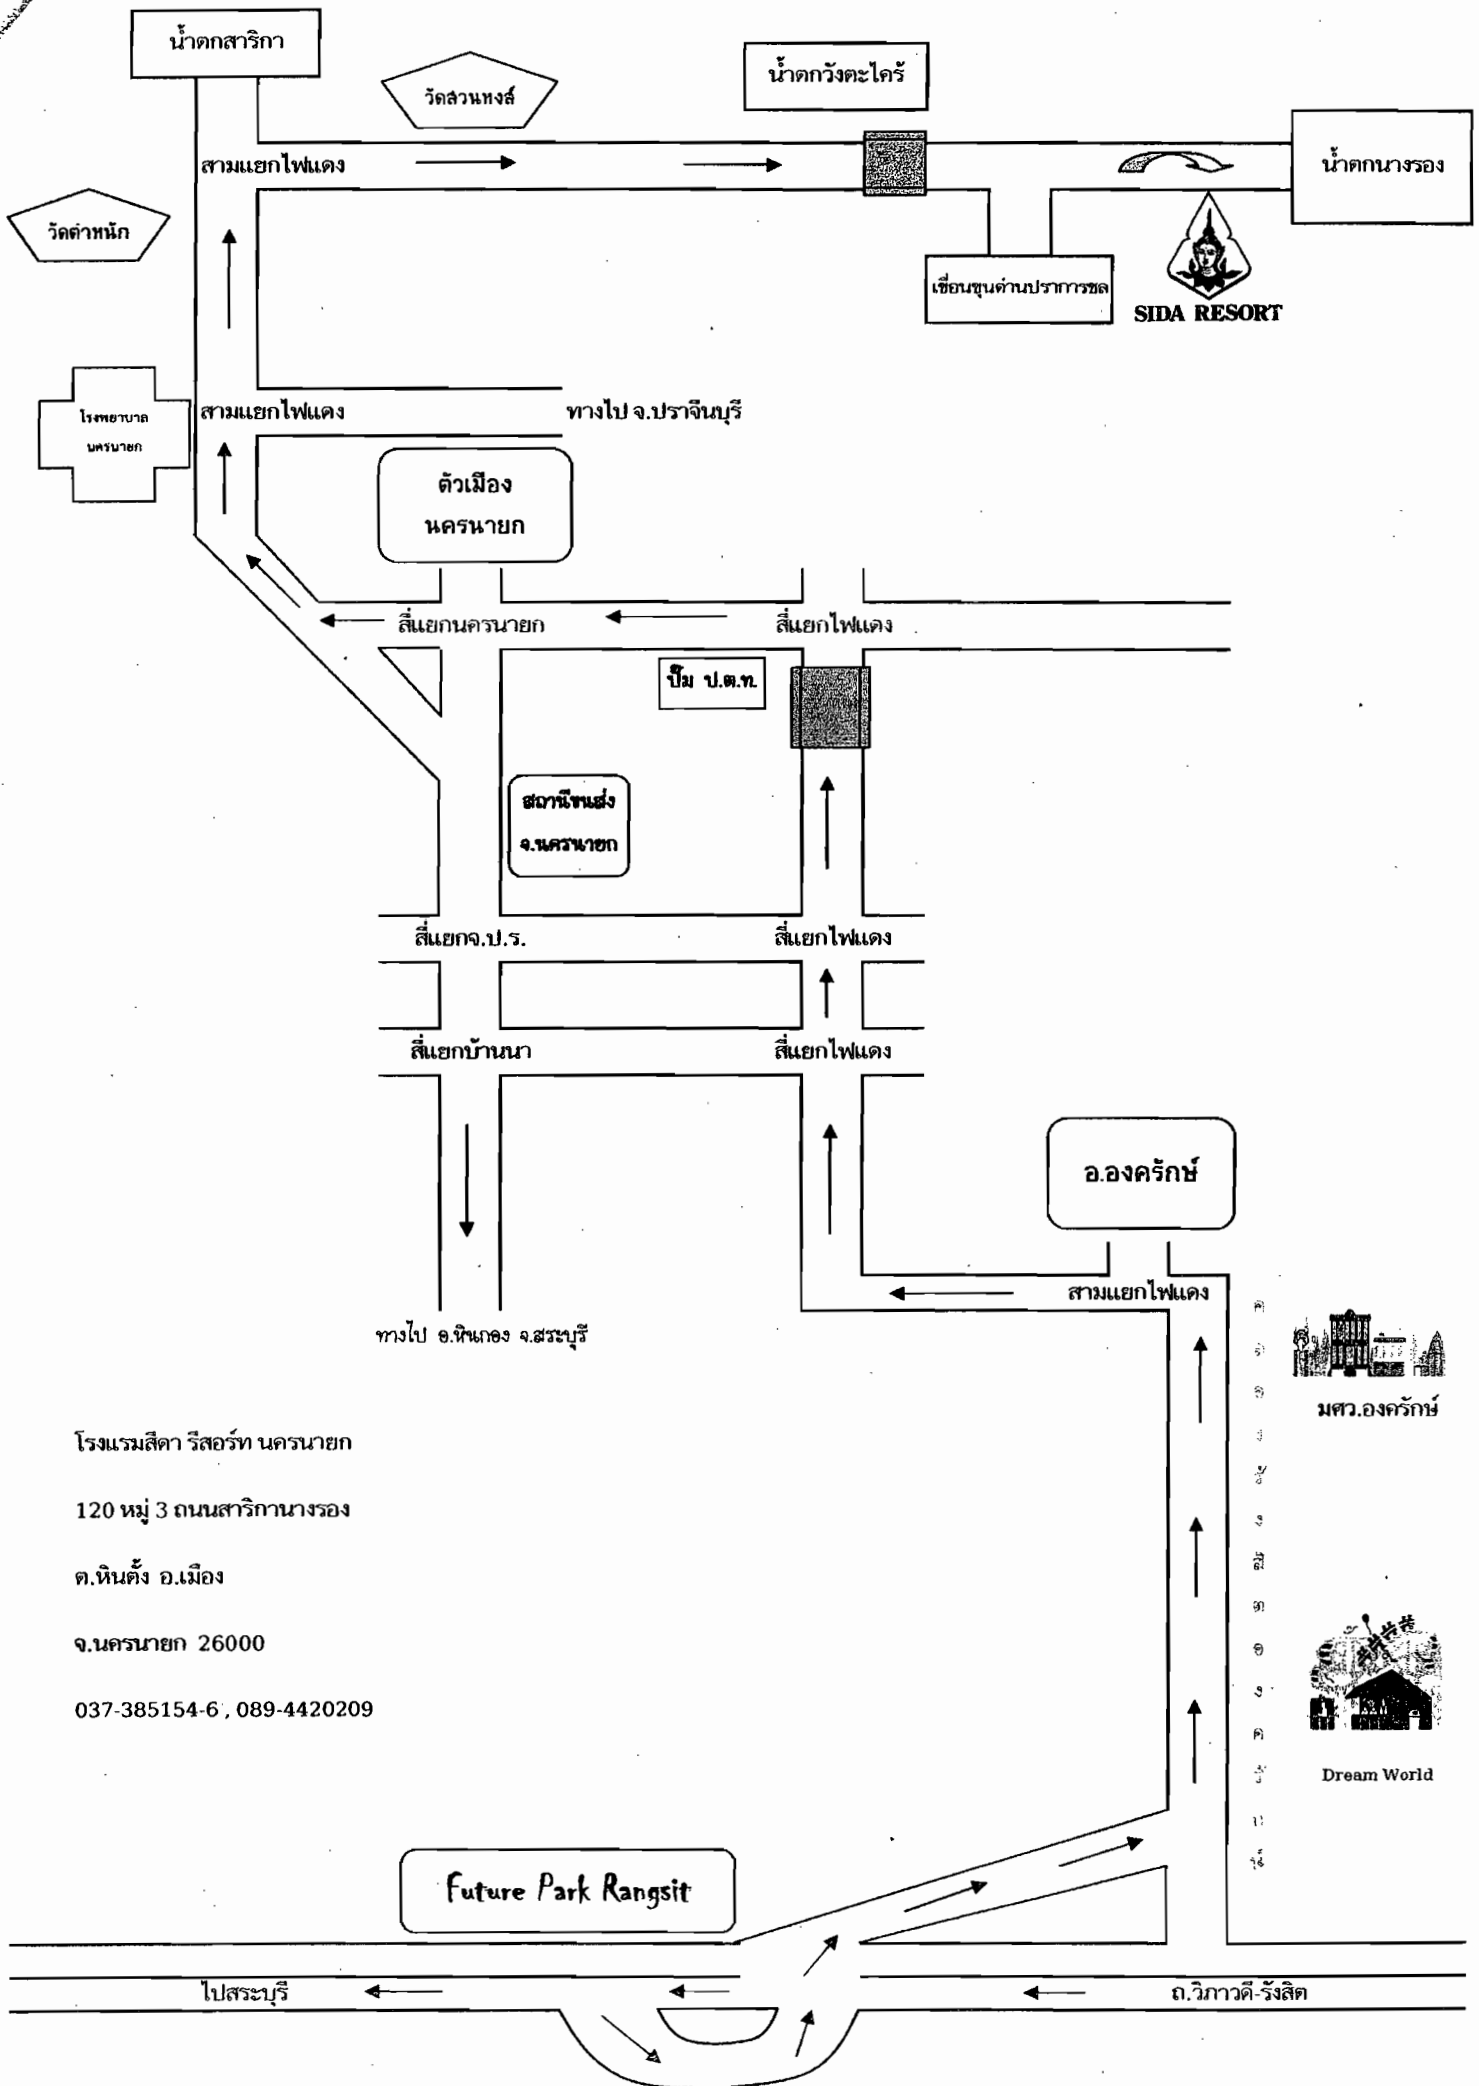 น้ำตกสาริกา
วัดสวนหงส์
น้ำตกวังตะไคร้
สามแยกไฟแดง
น้ำตกนางรอง
วัดตำหนัก
เขื่อนขุนด่านปราการชล
SIDA RESORT
โรงพยาบาล
นครนายก
สามแยกไฟแดง
ทางไป จ.ปราจีนบุรี
ตัวเมือง
นครนายก
สี่แยกนครนายก
สี่แยกไฟแดง
ปั๊ม ป.ต.ท.
สถานีขนส่ง
จ.นครนายก
สี่แยกจ.ป.ร.
สี่แยกไฟแดง
สี่แยกบ้านนา
สี่แยกไฟแดง
อ.องครักษ์
สามแยกไฟแดง
ทางไป อ.หินกอง จ.สระบุรี
มศว.องครักษ์
คลองรังสิตองครักษ์
โรงแรมสีดา รีสอร์ท นครนายก
120 หมู่ 3 ถนนสาริกานางรอง
ต.หินตั้ง อ.เมือง
จ.นครนายก 26000
037-385154-6 , 089-4420209
Dream World
Future Park Rangsit
ไปสระบุรี
ถ.วิภาวดี-รังสิต